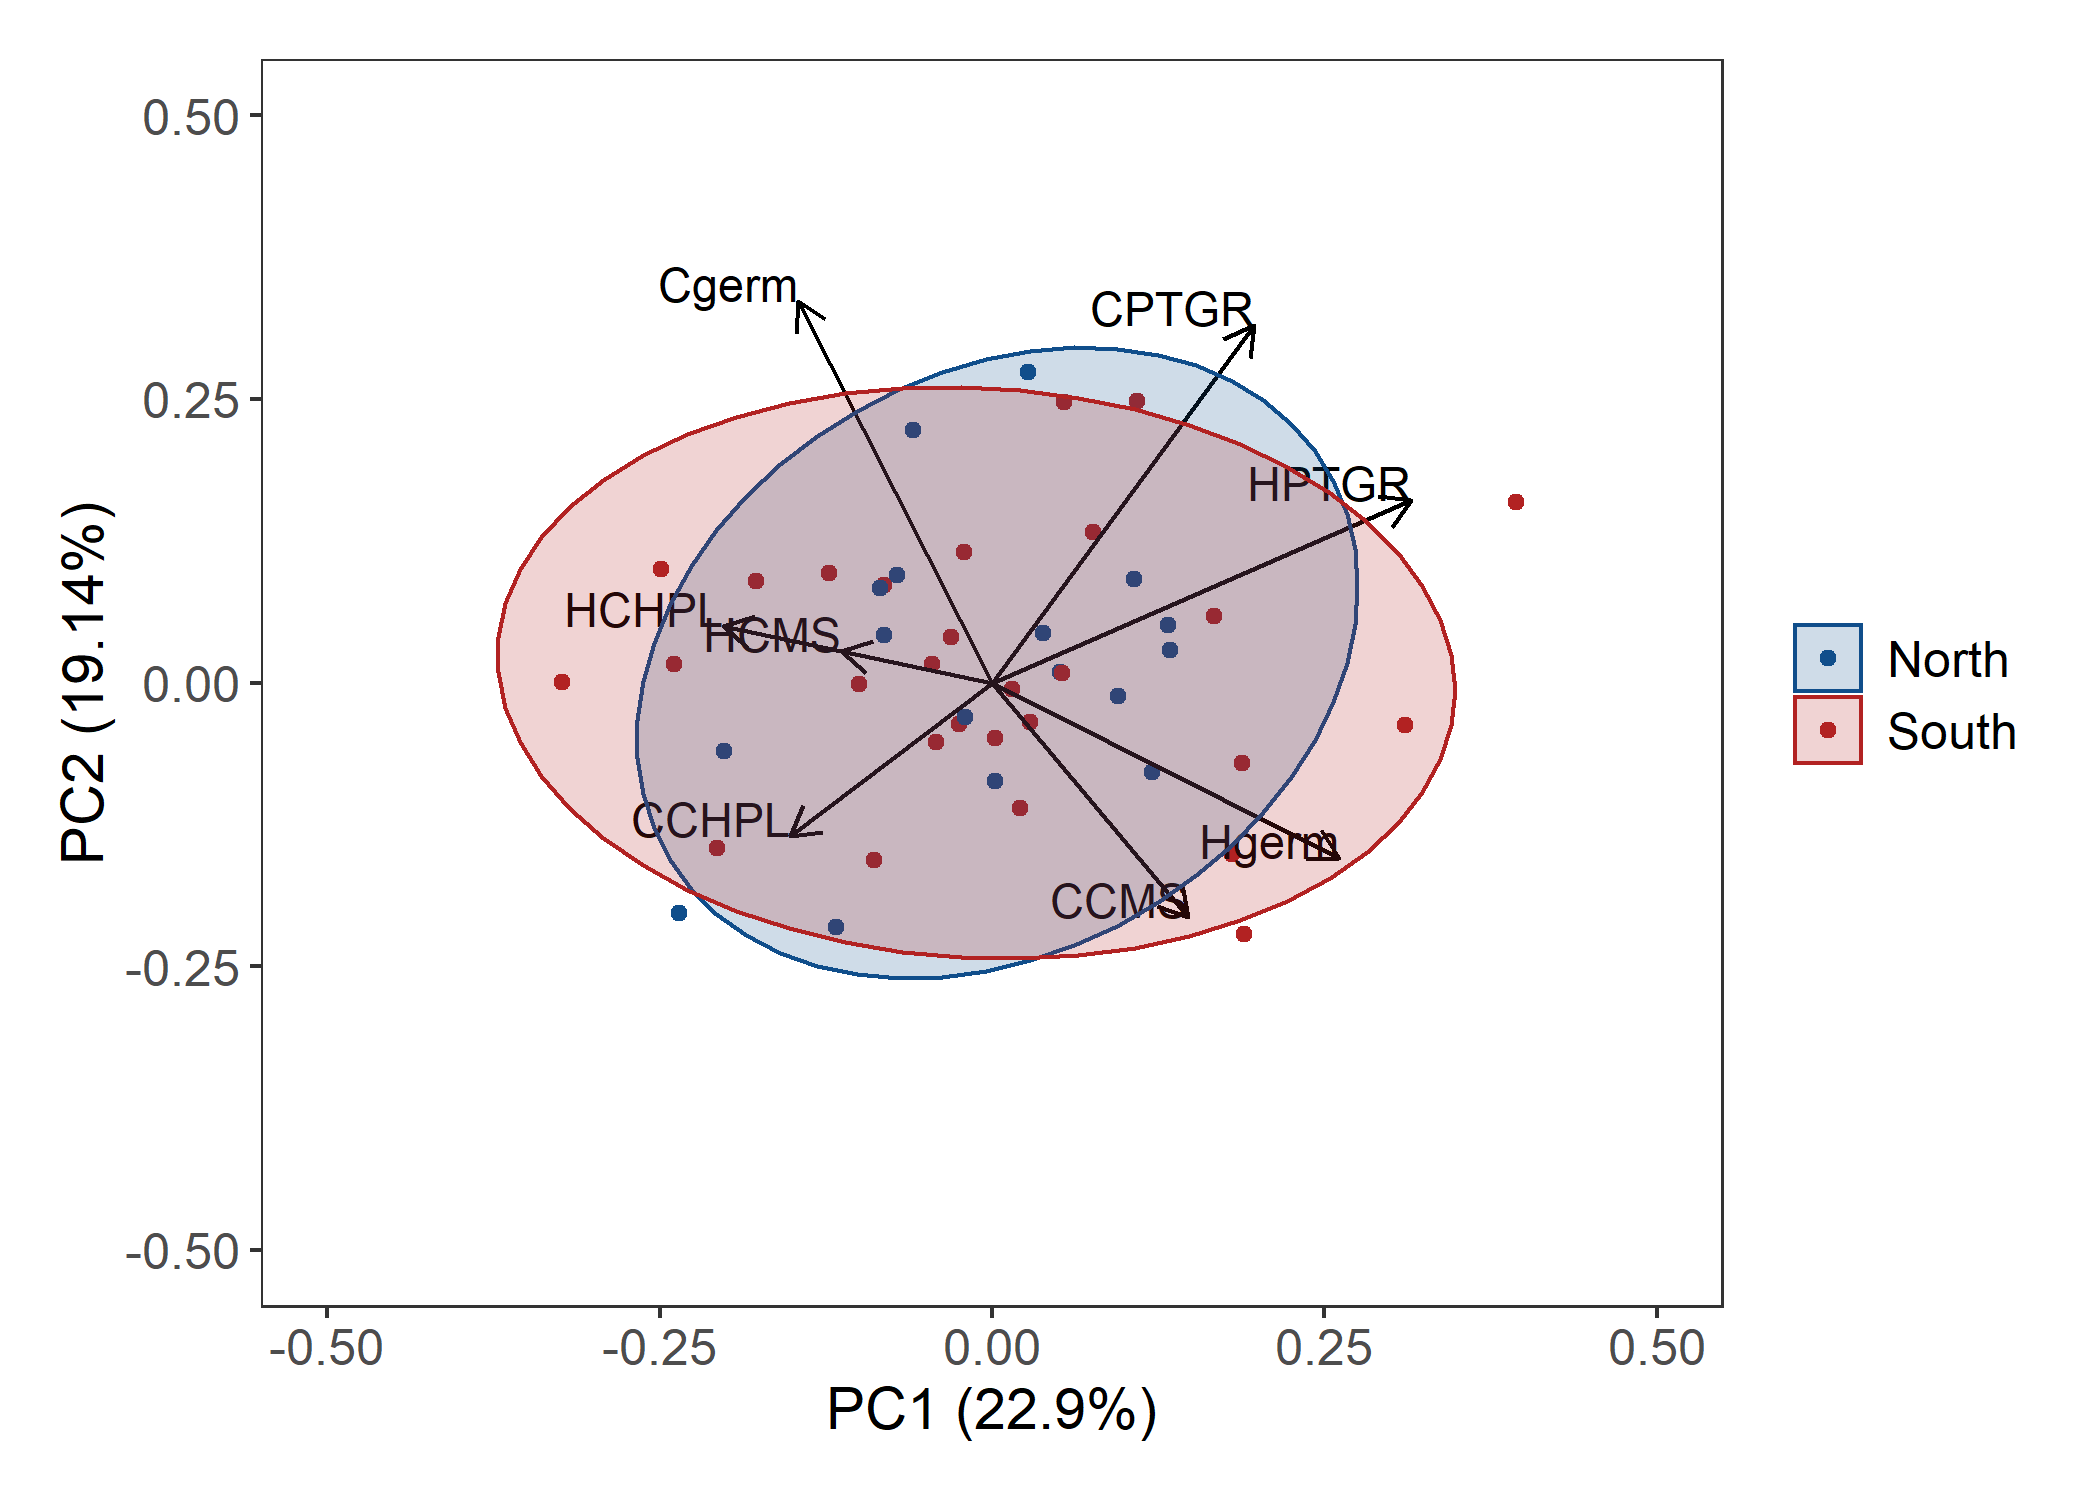 0.50
0.25
0.00
-0.25
-0.50
PC2 (19.14%)
Cgerm
CPTGR
HPTGR
HCHPL
HCMS
CCHPL
Hgerm
CCMS
North
South
-0.50
-0.25
0.00
0.25
0.50
PC1 (22.9%)